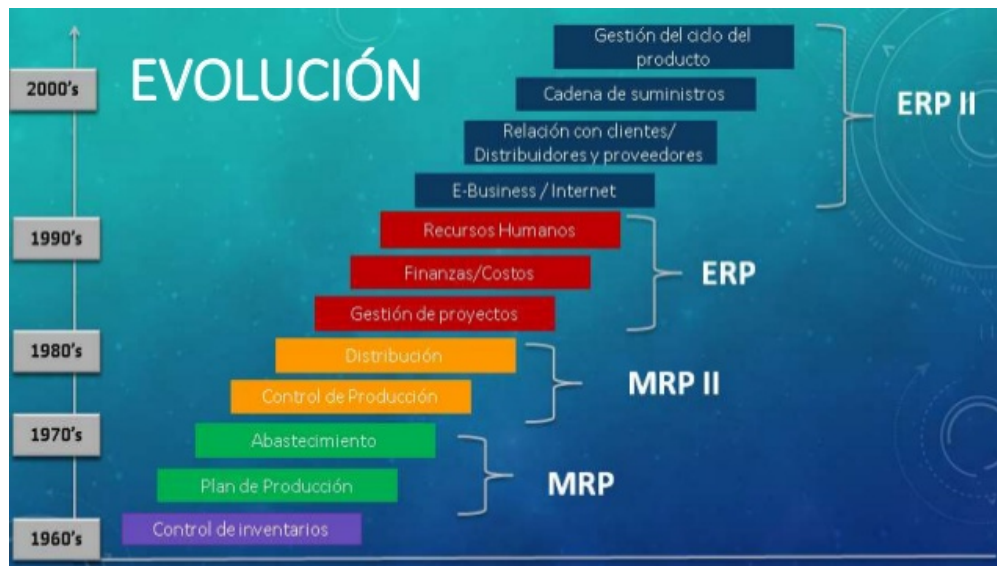 EVOLUCIÓN
2000's
1990's
1980's
1970's
1960's
Gestión del ciclo del
producto
Cadena de suministros
Relación con clientes/
Distribuidores y proveedores
E-Business / Internet
ERP II
Recursos Humanos
Finanzas/Costos
Gestión de proyectos
ERP
Distribución
Control de Producción
MRP II
Abastecimiento
Plan de Producción
MRP
Control de inventarios